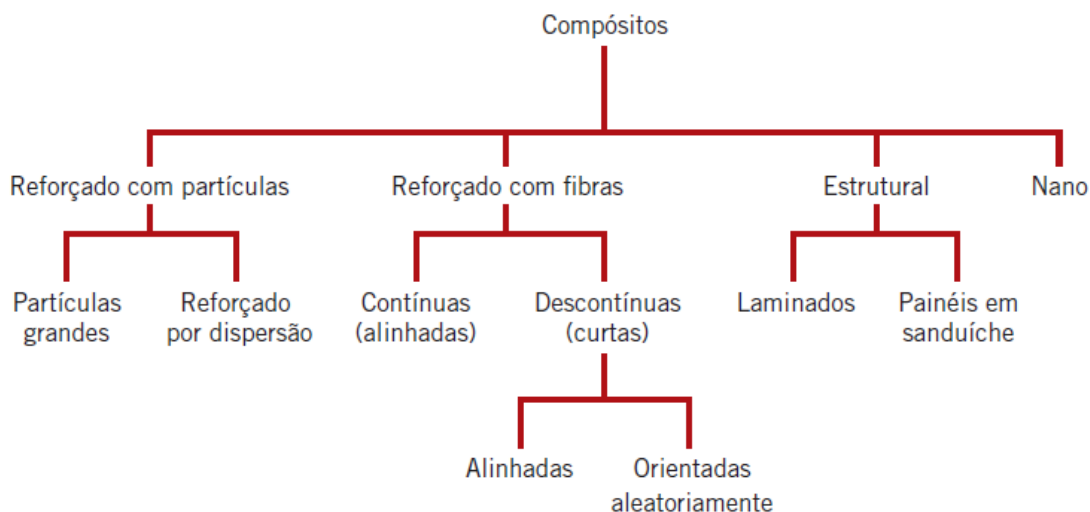 Compósitos
Reforçado com partículas
Reforçado com fibras
Estrutural
Nano
Partículas
grandes
Reforçado
por dispersão
Contínuas
(alinhadas)
Descontínuas
(curtas)
Laminados
Painéis em
sanduíche
Alinhadas
Orientadas
aleatoriamente